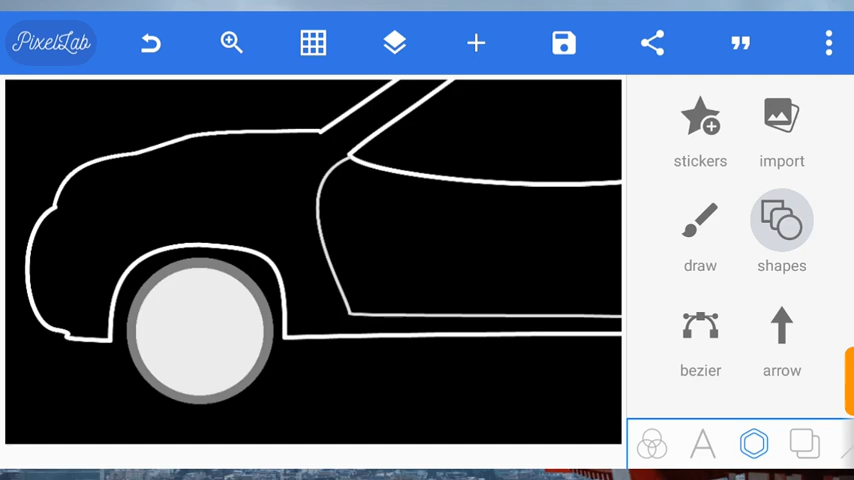 PixelLab
stickers
import
draw
shapes
bezier
arrow